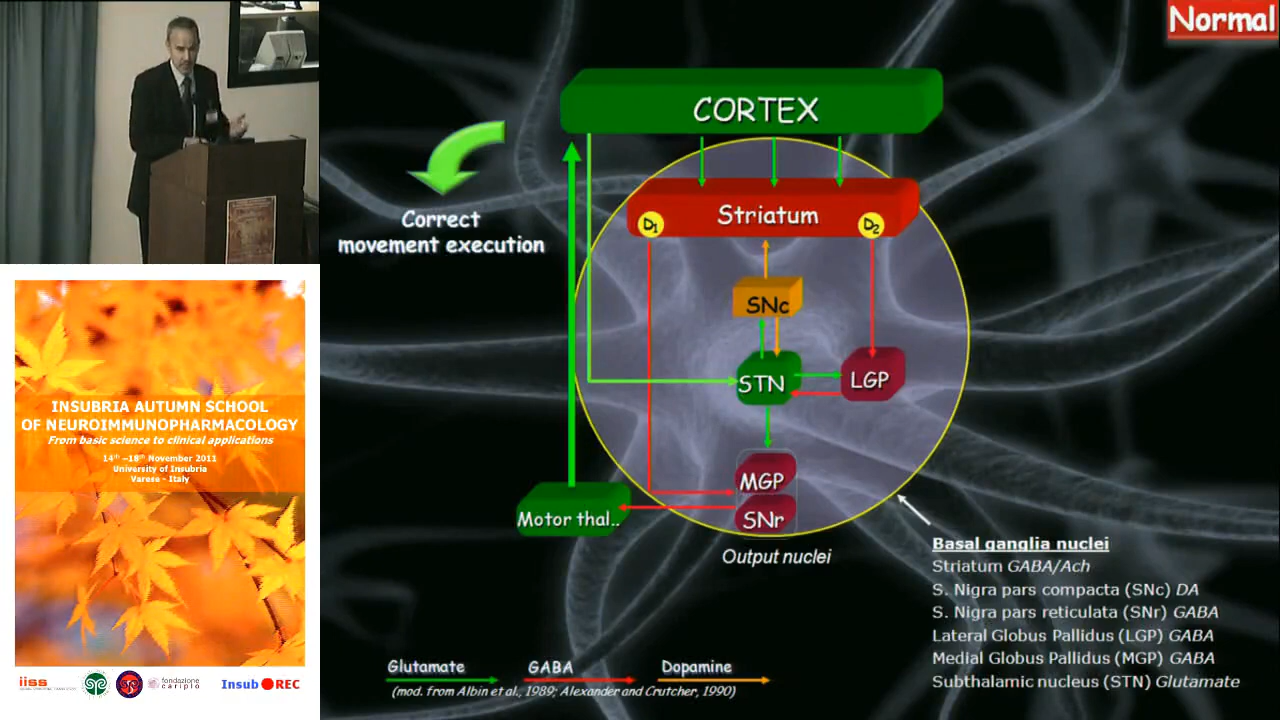 Normal
CORTEX
Correct
movement execution
Striatum
D1
D2
SNc
STN
LGP
MGP
SNr
Motor thal..
Output nuclei
Basal ganglia nuclei
Striatum GABA/Ach
S. Nigra pars compacta (SNc) DA
S. Nigra pars reticulata (SNr) GABA
Lateral Globus Pallidus (LGP) GABA
Medial Globus Pallidus (MGP) GABA
Subthalamic nucleus (STN) Glutamate
Glutamate
GABA
Dopamine
(mod. from Albin et al., 1989; Alexander and Crutcher, 1990)
INSUBRIA AUTUMN SCHOOL
OF NEUROIMMUNOPHARMACOLOGY
From basic science to clinical applications
14th –18th November 2011
University of Insubria
Varese - Italy
iiss
fondazione
cariplo
Insub REC